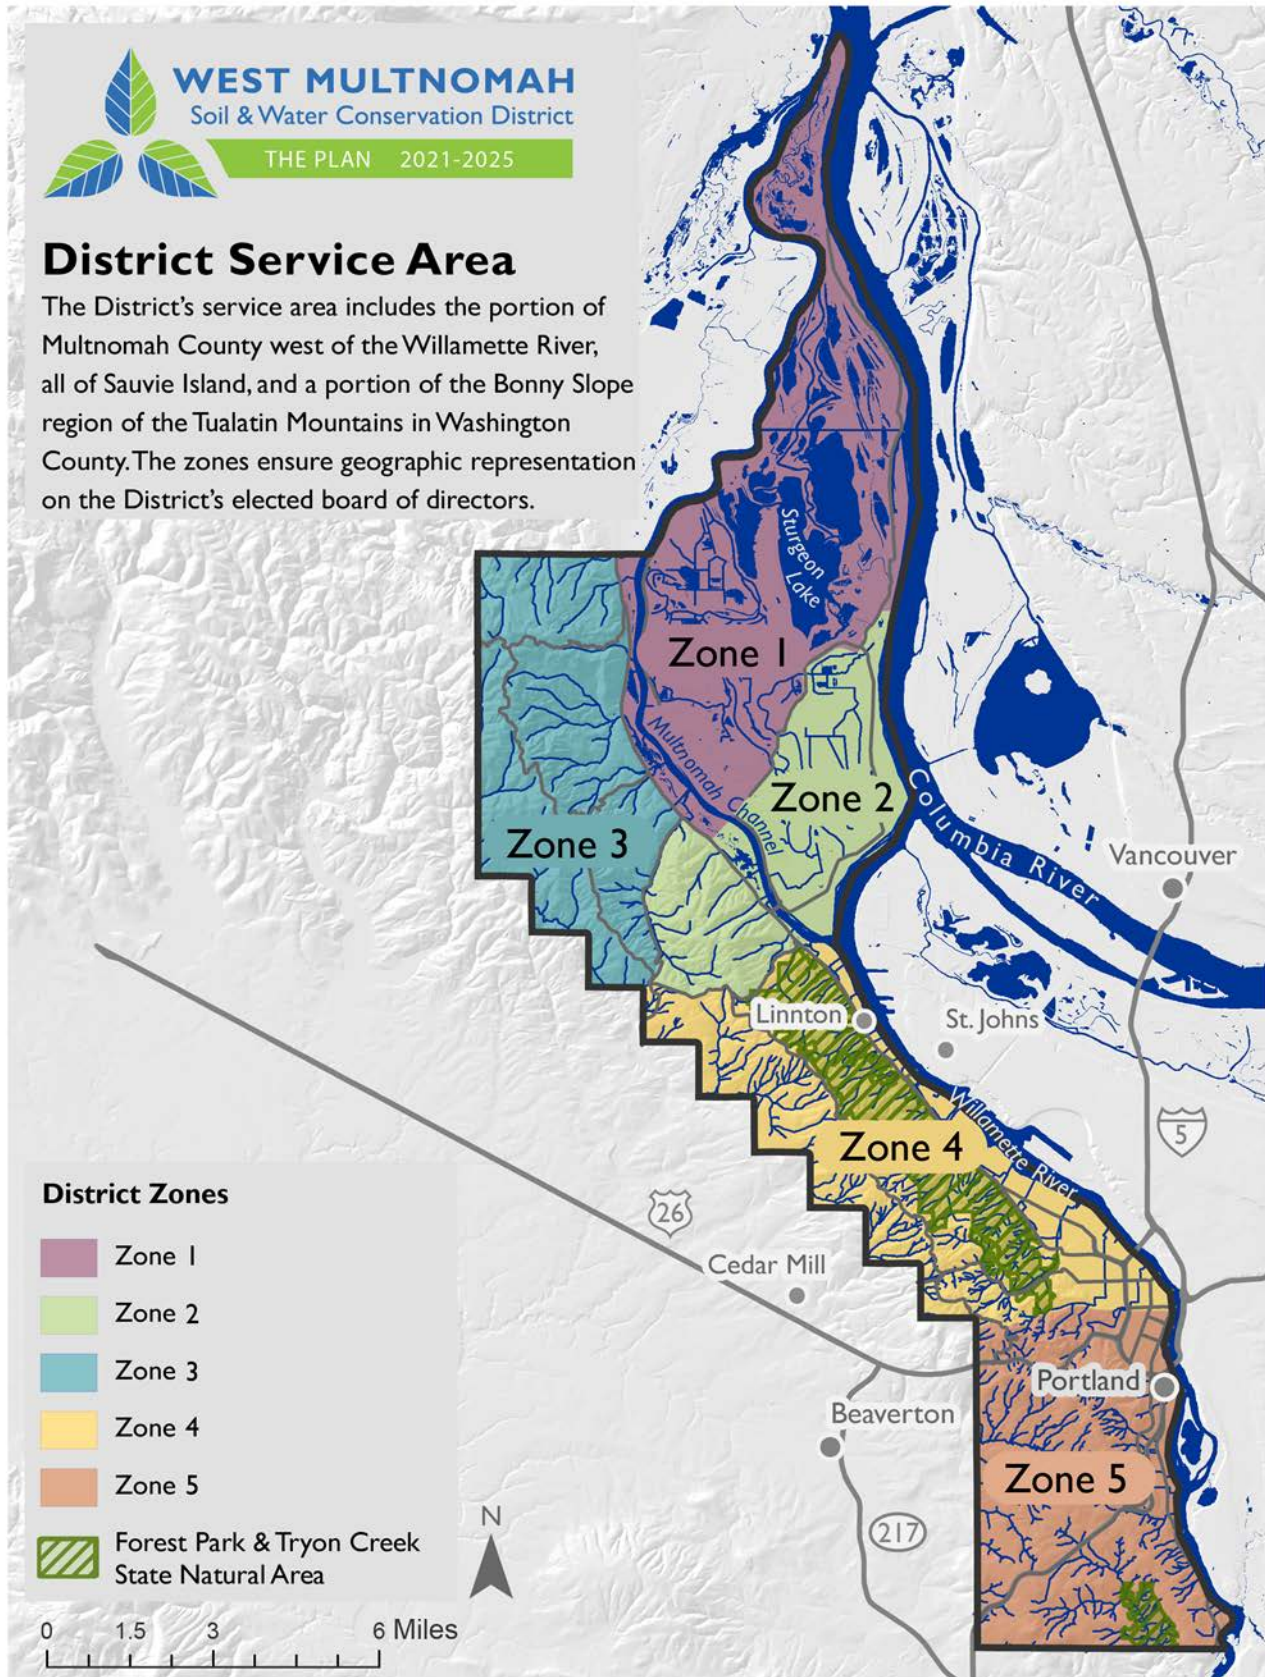 WEST MULTNOMAH
Soil & Water Conservation District
THE PLAN 2021-2025
District Service Area
The District's service area includes the portion of
Multnomah County west of the Willamette River,
all of Sauvie Island, and a portion of the Bonny Slope
region of the Tualatin Mountains in Washington
County. The zones ensure geographic representation
on the District's elected board of directors.
Sturgeon
Lake
Zone 1
Multnomah Channel
Zone 2
Columbia River
Zone 3
Vancouver
Linnton
St. Johns
Willamette River
Zone 4
5
26
Cedar Mill
Portland
Beaverton
Zone 5
217
District Zones
Zone 1
Zone 2
Zone 3
Zone 4
Zone 5
Forest Park & Tryon Creek
State Natural Area
N
0 1.5 3 6 Miles